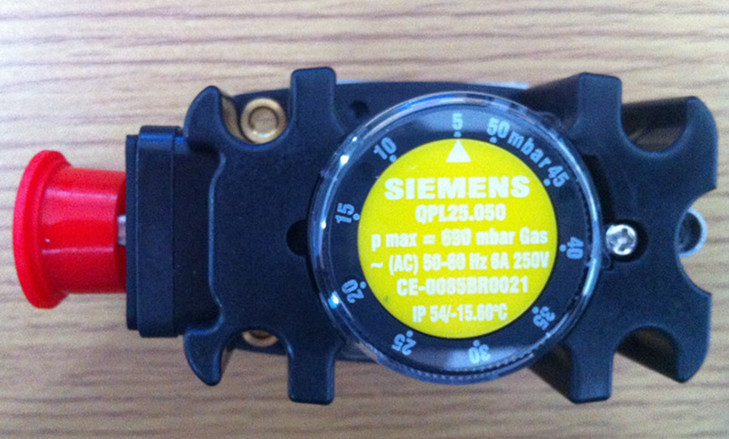 5 50 mbar 45 40 35 30 25 20 15 10
SIEMENS
QPL25.050
p max = 690 mbar Gas
~ (AC) 50-60 Hz 6A 250V
CE-0085BR0021
IP 54/-15.60°C